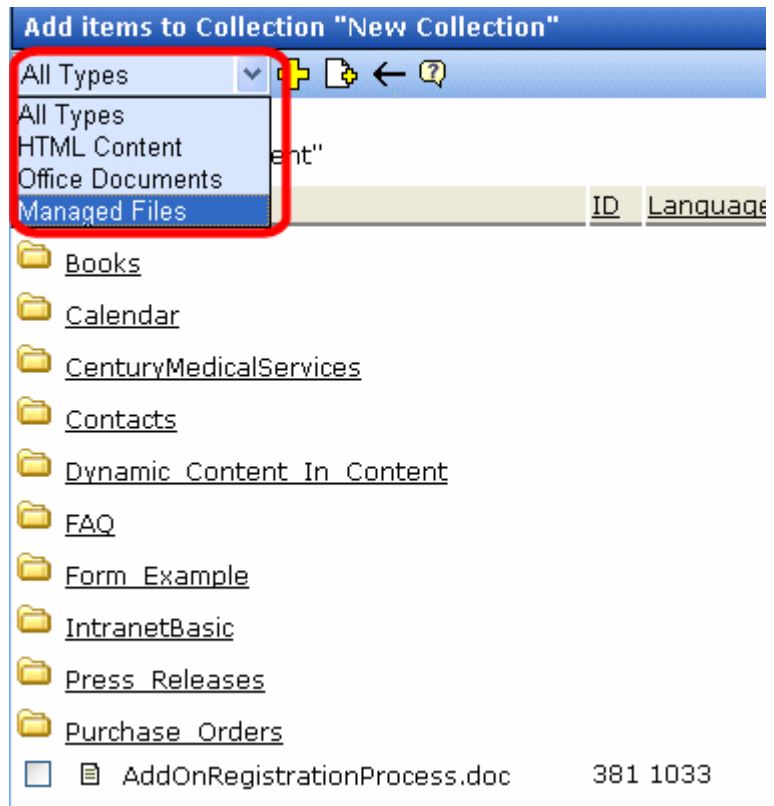 Add items to Collection "New Collection"
All Types
All Types
HTML Content
ent"
Office Documents
Managed Files
ID Language
Books
Calendar
CenturyMedicalServices
Contacts
Dynamic_Content_In_Content
FAQ
Form_Example
IntranetBasic
Press_Releases
Purchase_Orders
AddOnRegistrationProcess.doc 381 1033